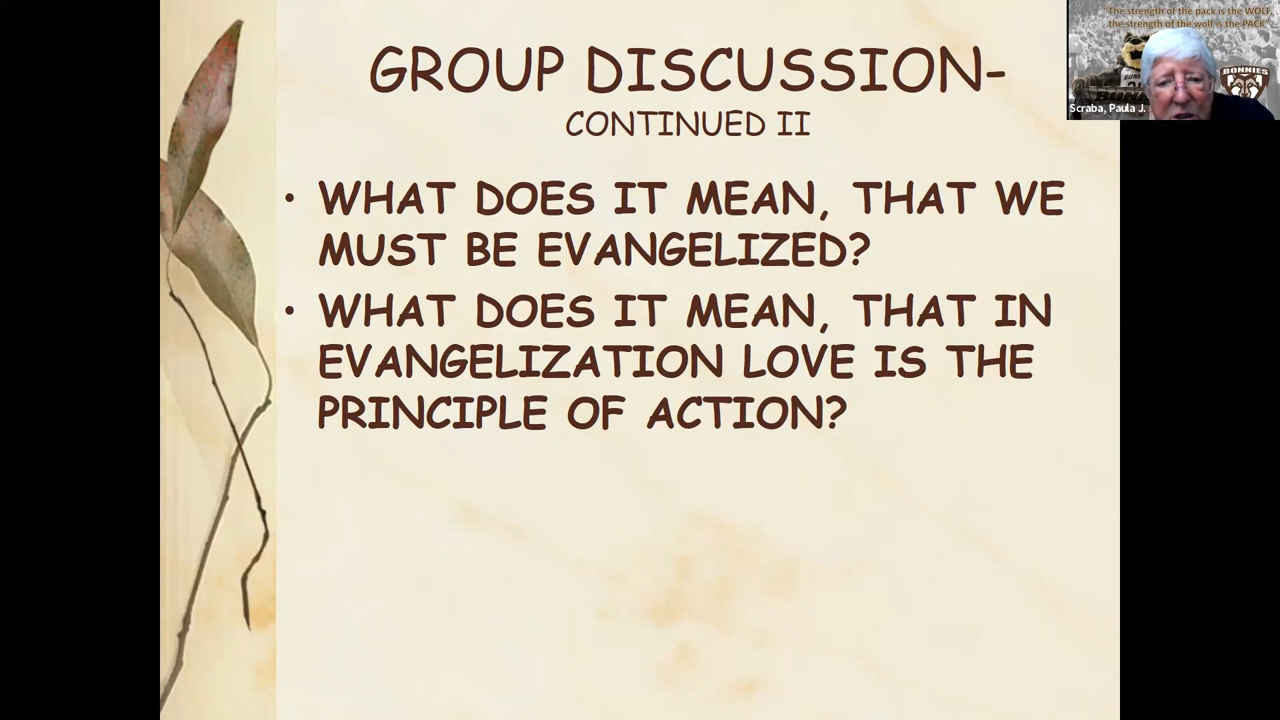 GROUP DISCUSSION-
CONTINUED II
• WHAT DOES IT MEAN, THAT WE
MUST BE EVANGELIZED?
• WHAT DOES IT MEAN, THAT IN
EVANGELIZATION LOVE IS THE
PRINCIPLE OF ACTION?
"The strength of the pack is the WOLF,
the strength of the wolf is the PACK"
BONNIES
Scraba, Paula J.